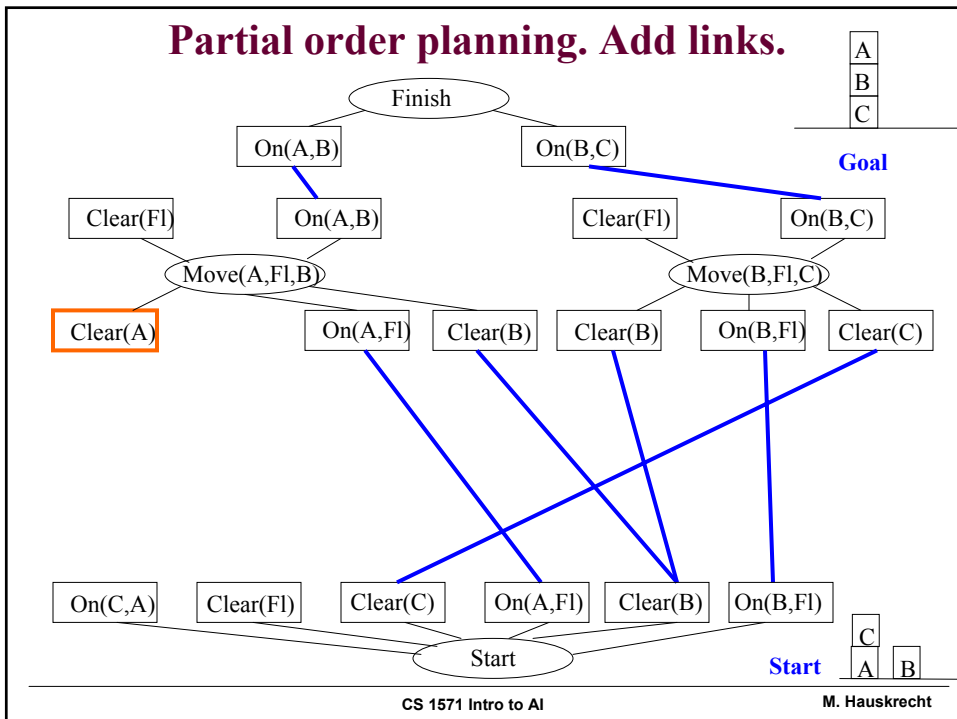 Partial order planning. Add links.
A
B
C
Finish
On(A,B)
On(B,C)
Goal
Clear(Fl)
On(A,B)
Clear(Fl)
On(B,C)
Move(A,Fl,B)
Move(B,Fl,C)
Clear(A)
On(A,Fl)
Clear(B)
Clear(B)
On(B,Fl)
Clear(C)
On(C,A)
Clear(Fl)
Clear(C)
On(A,Fl)
Clear(B)
On(B,Fl)
Start
Start
C
A B
CS 1571 Intro to AI
M. Hauskrecht